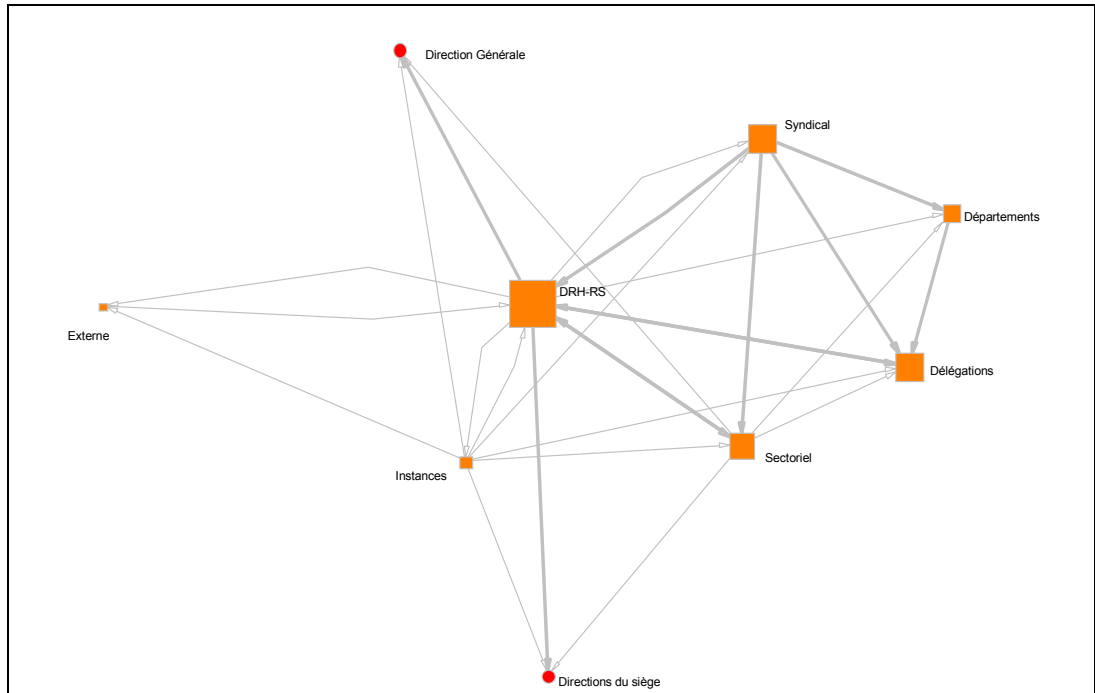 Direction Générale
Syndical
Départements
DRH-RS
Externe
Délégations
Sectoriel
Instances
Directions du siège